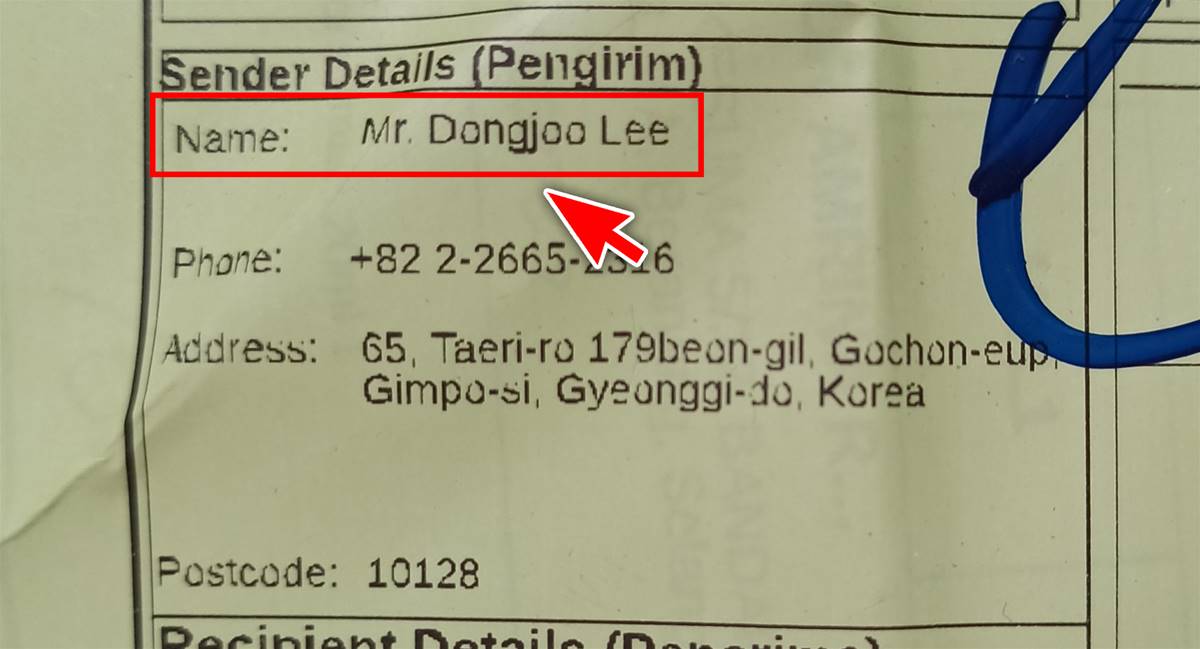 Sender Details (Pengirim)
Name: Mr. Dongjoo Lee
Phone: +82 2-2665-2316
Address: 65, Taeri-ro 179beon-gil, Gochon-eup,
Gimpo-si, Gyeonggi-do, Korea
Postcode: 10128
Recipient Details (Penerima)